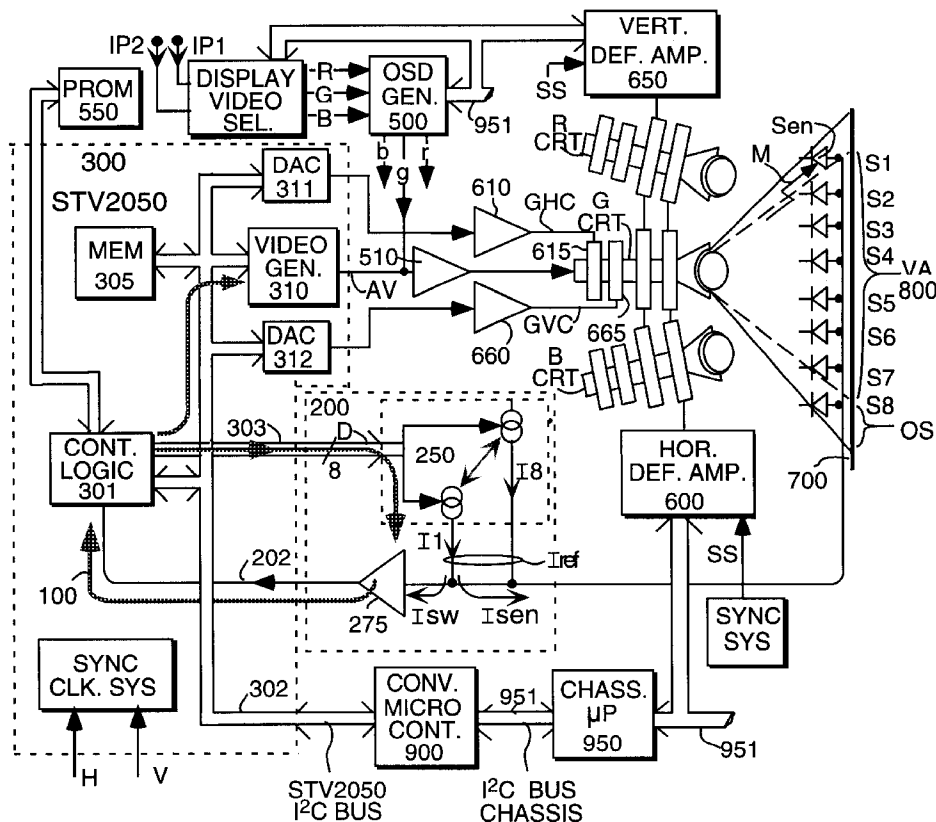 IP2
IP1
DISPLAY
VIDEO
SEL.
R
G
B
OSD
GEN.
500
951
VERT.
DEF. AMP.
650
SS
PROM
550
b
g
r
300
STV2050
DAC
311
MEM
305
VIDEO
GEN.
310
DAC
312
510
AV
610
GHC
660
GVC
615
665
R
CRT
G
CRT
B
CRT
Sen
M
S1
S2
S3
S4
S5
S6
S7
S8
VA
800
OS
700
CONT.
LOGIC
301
303
D
8
200
250
I8
I1
Iref
Isw
Isen
275
202
100
HOR.
DEF. AMP.
600
SS
SYNC
SYS
SYNC
CLK. SYS
H
V
302
STV2050
I²C BUS
CONV.
MICRO
CONT.
900
951
I²C BUS
CHASSIS
CHASS.
μP
950
951